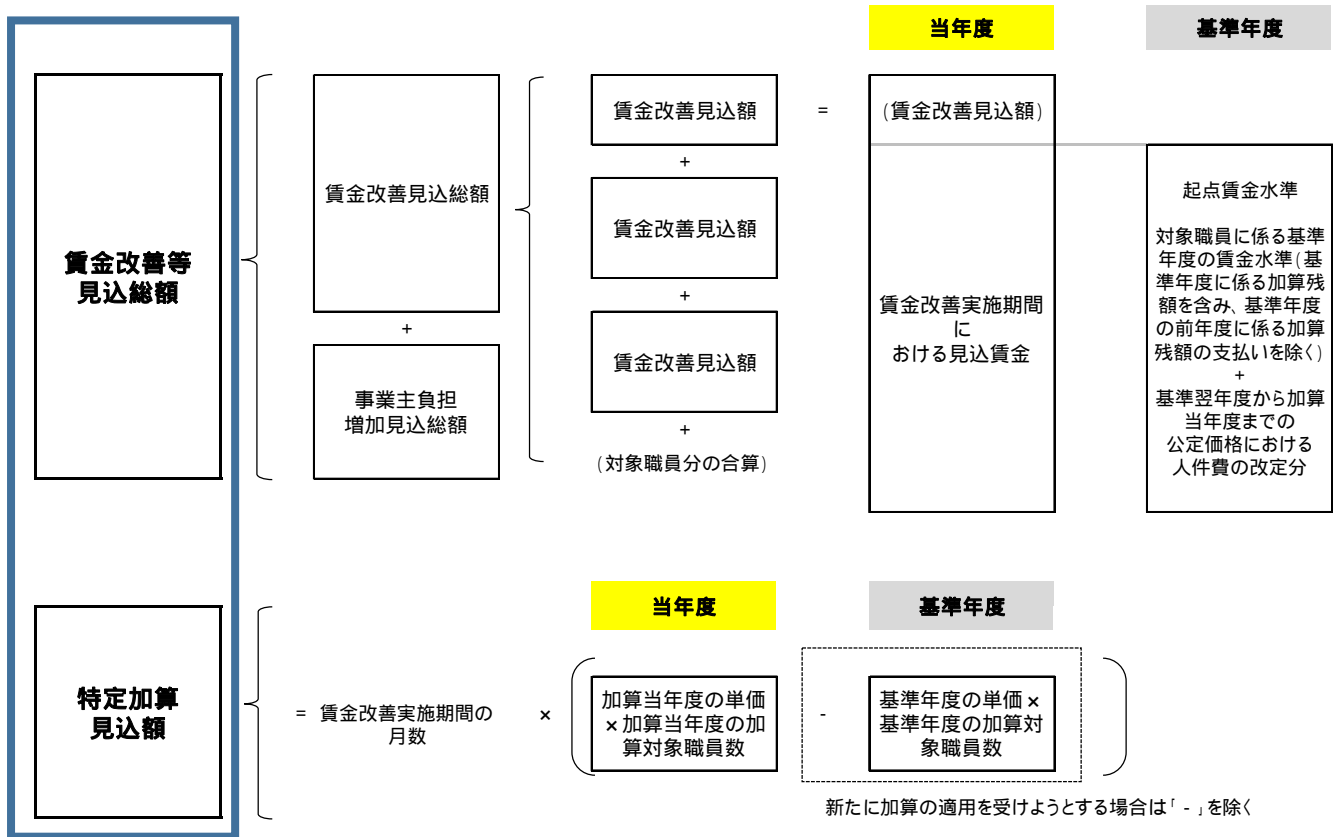 当年度
基準年度
賃金改善等
見込総額
賃金改善見込総額
+
事業主負担
増加見込総額
賃金改善見込額
+
賃金改善見込額
+
賃金改善見込額
+
(対象職員分の合算)
=
(賃金改善見込額)
賃金改善実施期間
に
おける見込賃金
起点賃金水準
対象職員に係る基準
年度の賃金水準(基
準年度に係る加算残
額を含み、基準年度
の前年度に係る加算
残額の支払いを除く)
+
基準翌年度から加算
当年度までの
公定価格における
人件費の改定分
当年度
基準年度
特定加算
見込額
= 賃金改善実施期間の
月数
×
加算当年度の単価
×加算当年度の加
算対象職員数
-
基準年度の単価×
基準年度の加算対
象職員数
新たに加算の適用を受けようとする場合は「 - 」を除く